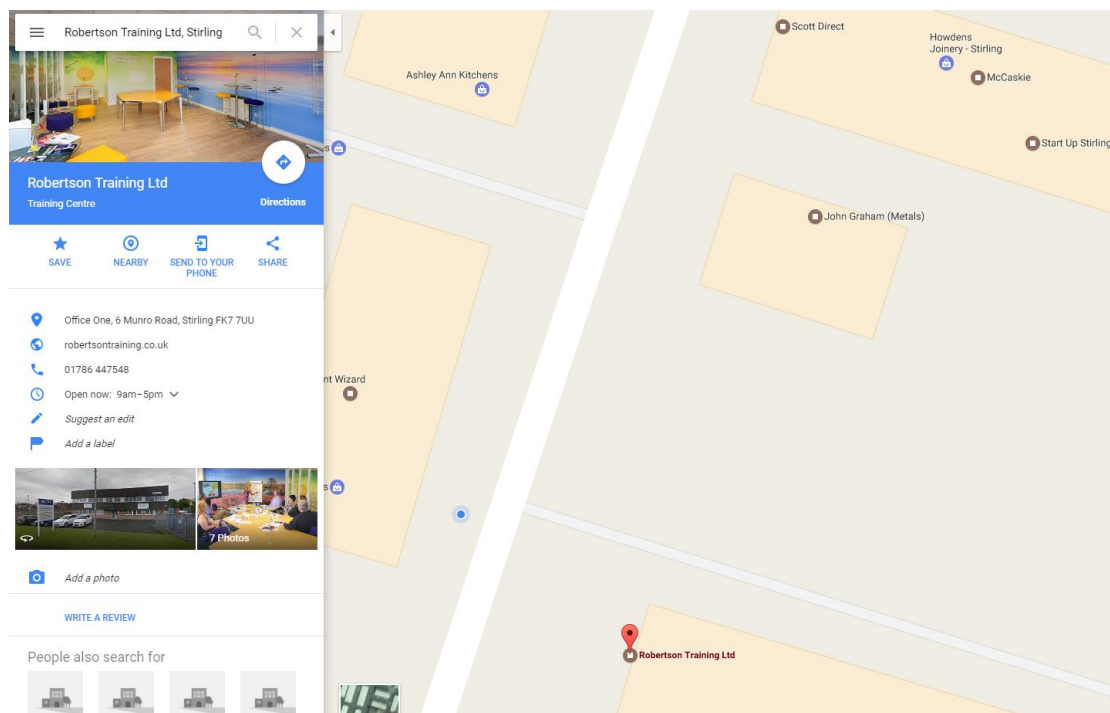 Robertson Training Ltd, Stirling
Robertson Training Ltd
Training Centre
Directions
SAVE
NEARBY
SEND TO YOUR
PHONE
SHARE
Office One, 6 Munro Road, Stirling FK7 7UU
robertsontraining.co.uk
01786 447548
Open now: 9am–5pm
Suggest an edit
Add a label
7 Photos
Add a photo
WRITE A REVIEW
People also search for
Scott Direct
Howdens
Joinery - Stirling
McCaskie
Ashley Ann Kitchens
Start Up Stirling
s
John Graham (Metals)
nt Wizard
s
Robertson Training Ltd